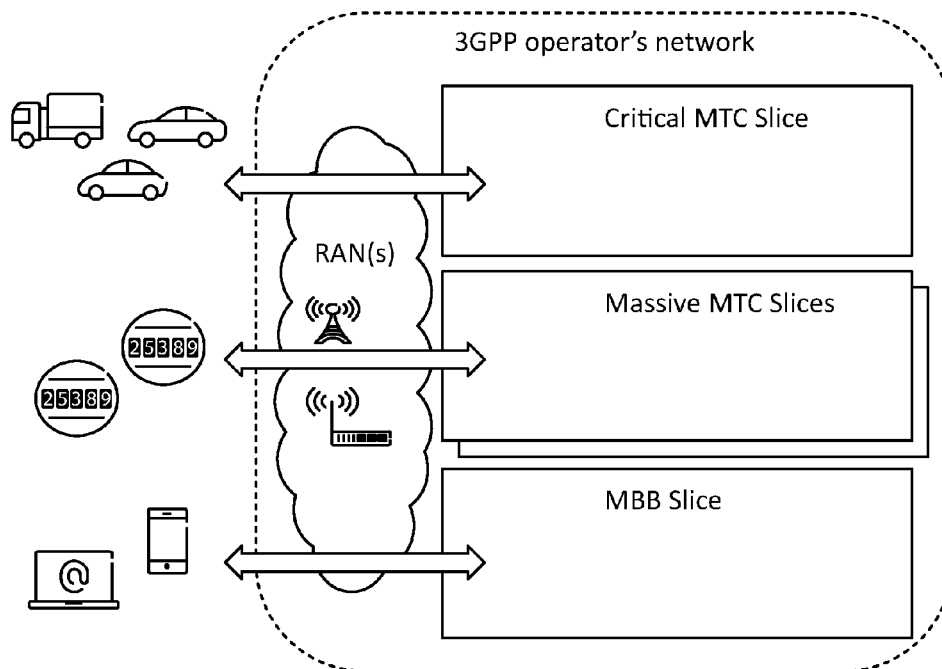 3GPP operator’s network
Critical MTC Slice
RAN(s)
Massive MTC Slices
25389
25389
MBB Slice
@